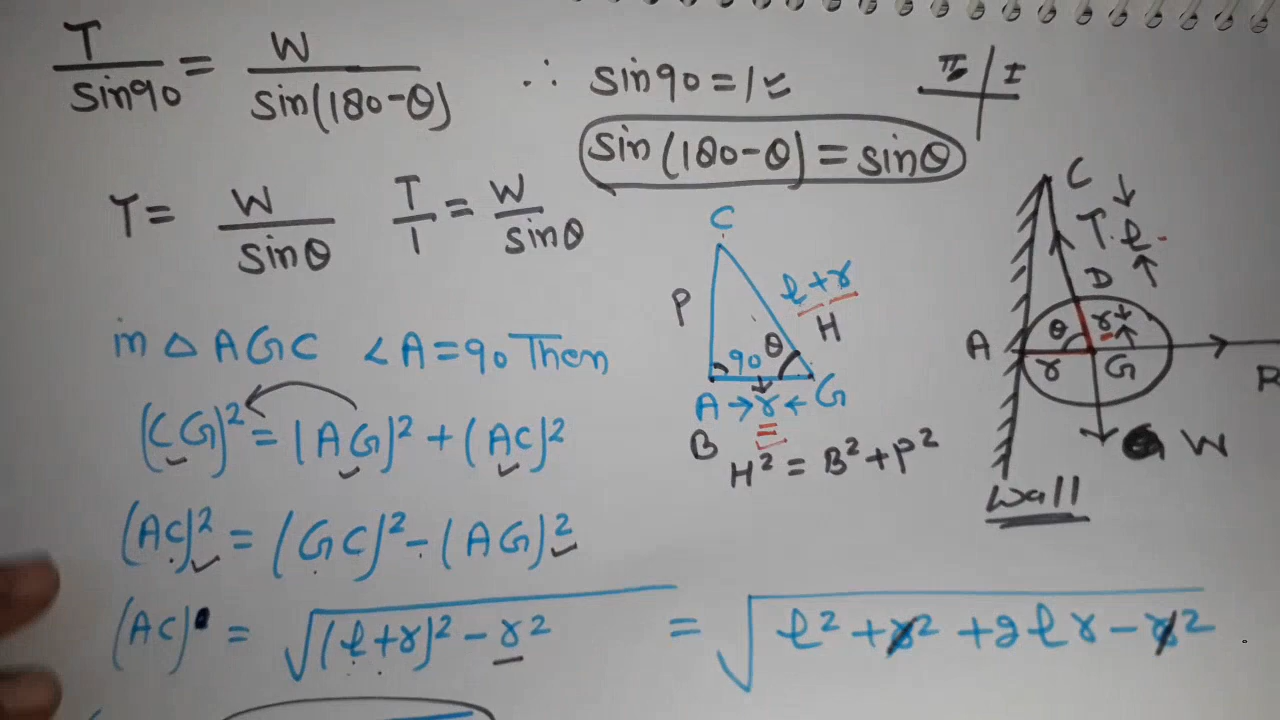 T/sin90 = W/sin(180-θ) ∴ sin90=1
sin(180-θ)=sinθ
II I
T = W/sinθ T/1 = W/sinθ
C
P l+r H
θ
90
A → r ← G
B
H² = B²+P²
C
T l
D
θ r
A r G R
W
Wall
in △ AGC ∠A=90 Then
(CG)² = (AG)² + (AC)²
(AC)² = (GC)² - (AG)²
(AC) = √((l+r)² - r²) = √(l² + r² + 2lr - r²)